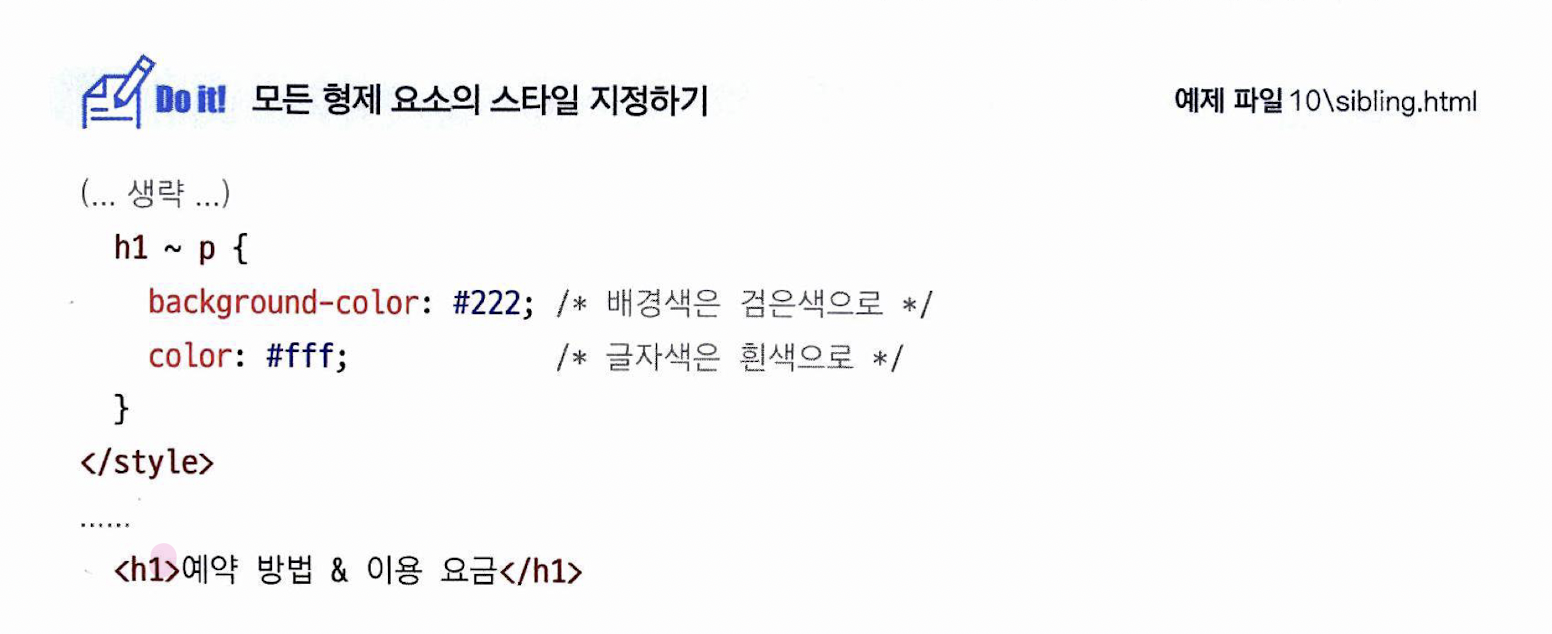 Do it! 모든 형제 요소의 스타일 지정하기 예제 파일 10\sibling.html
(... 생략 ...)
h1 ~ p {
background-color: #222; /* 배경색은 검은색으로 */
color: #fff; /* 글자색은 흰색으로 */
}
</style>
......
<h1>예약 방법 & 이용 요금</h1>